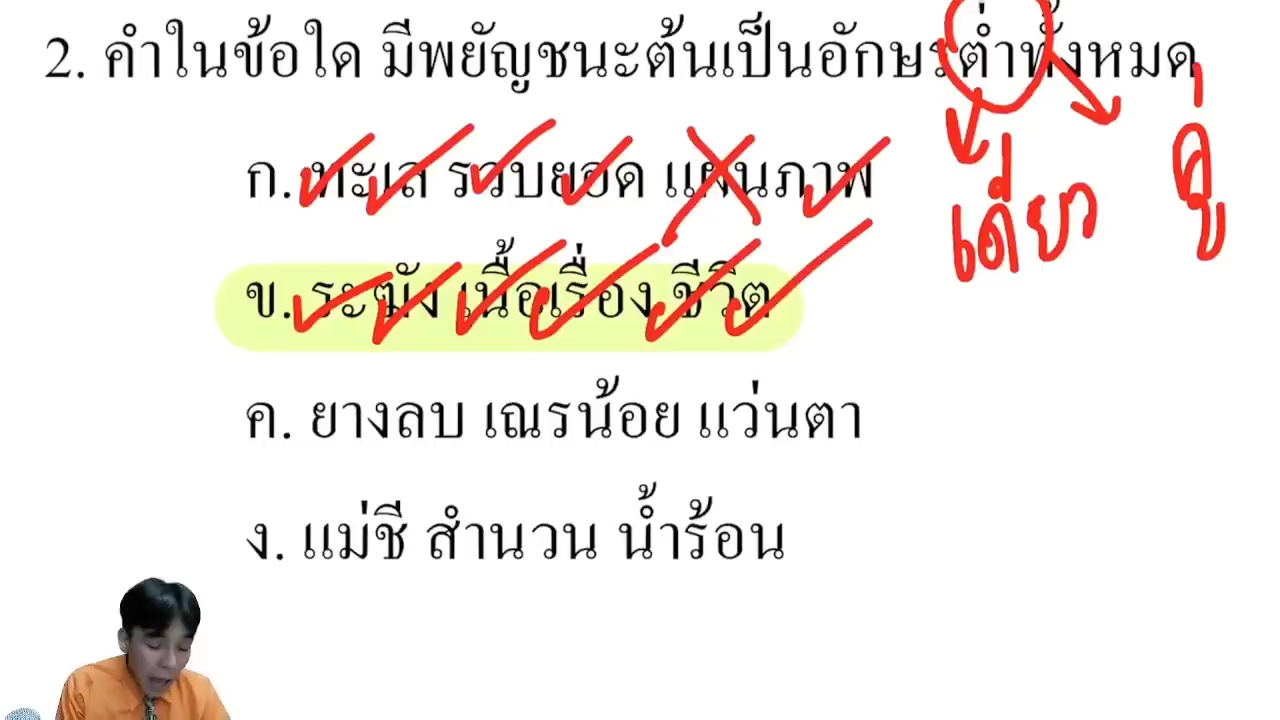 2. คำในข้อใด มีพยัญชนะต้นเป็นอักษรต่ำทั้งหมด
ก. ทะเล รวบยอด แผนภาพ
ข. ระฆัง เนื้อเรื่อง ชีวิต
ค. ยางลบ เณรน้อย แว่นตา
ง. แม่ชี สำนวน น้ำร้อน
เดี่ยว
คู่